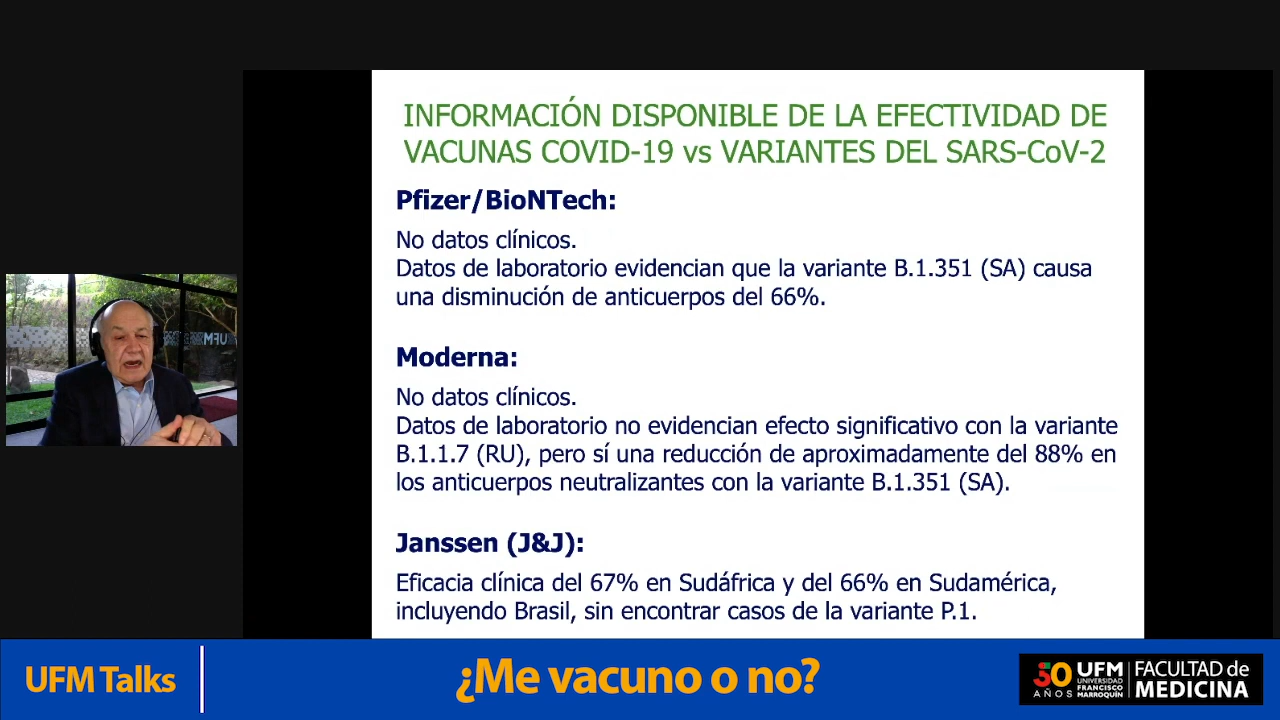 INFORMACIÓN DISPONIBLE DE LA EFECTIVIDAD DE
VACUNAS COVID-19 vs VARIANTES DEL SARS-CoV-2
Pfizer/BioNTech:
No datos clínicos.
Datos de laboratorio evidencian que la variante B.1.351 (SA) causa
una disminución de anticuerpos del 66%.
Moderna:
No datos clínicos.
Datos de laboratorio no evidencian efecto significativo con la variante
B.1.1.7 (RU), pero sí una reducción de aproximadamente del 88% en
los anticuerpos neutralizantes con la variante B.1.351 (SA).
Janssen (J&J):
Eficacia clínica del 67% en Sudáfrica y del 66% en Sudamérica,
incluyendo Brasil, sin encontrar casos de la variante P.1.
UFM
UFM Talks
¿Me vacuno o no?
50
AÑOS
UFM
UNIVERSIDAD
FRANCISCO
MARROQUÍN
FACULTAD de
MEDICINA